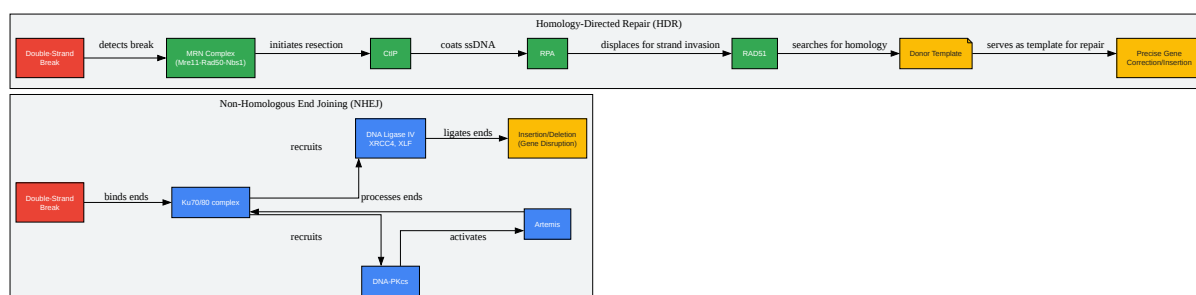 Homology-Directed Repair (HDR)
Double-Strand
Break
detects break
MRN Complex
(Mre11-Rad50-Nbs1)
initiates resection
CtIP
coats ssDNA
RPA
displaces for strand invasion
RAD51
searches for homology
Donor Template
serves as template for repair
Precise Gene
Correction/Insertion
Non-Homologous End Joining (NHEJ)
Double-Strand
Break
binds ends
Ku70/80 complex
recruits
DNA Ligase IV
XRCC4, XLF
ligates ends
Insertion/Deletion
(Gene Disruption)
processes ends
recruits
DNA-PKcs
activates
Artemis